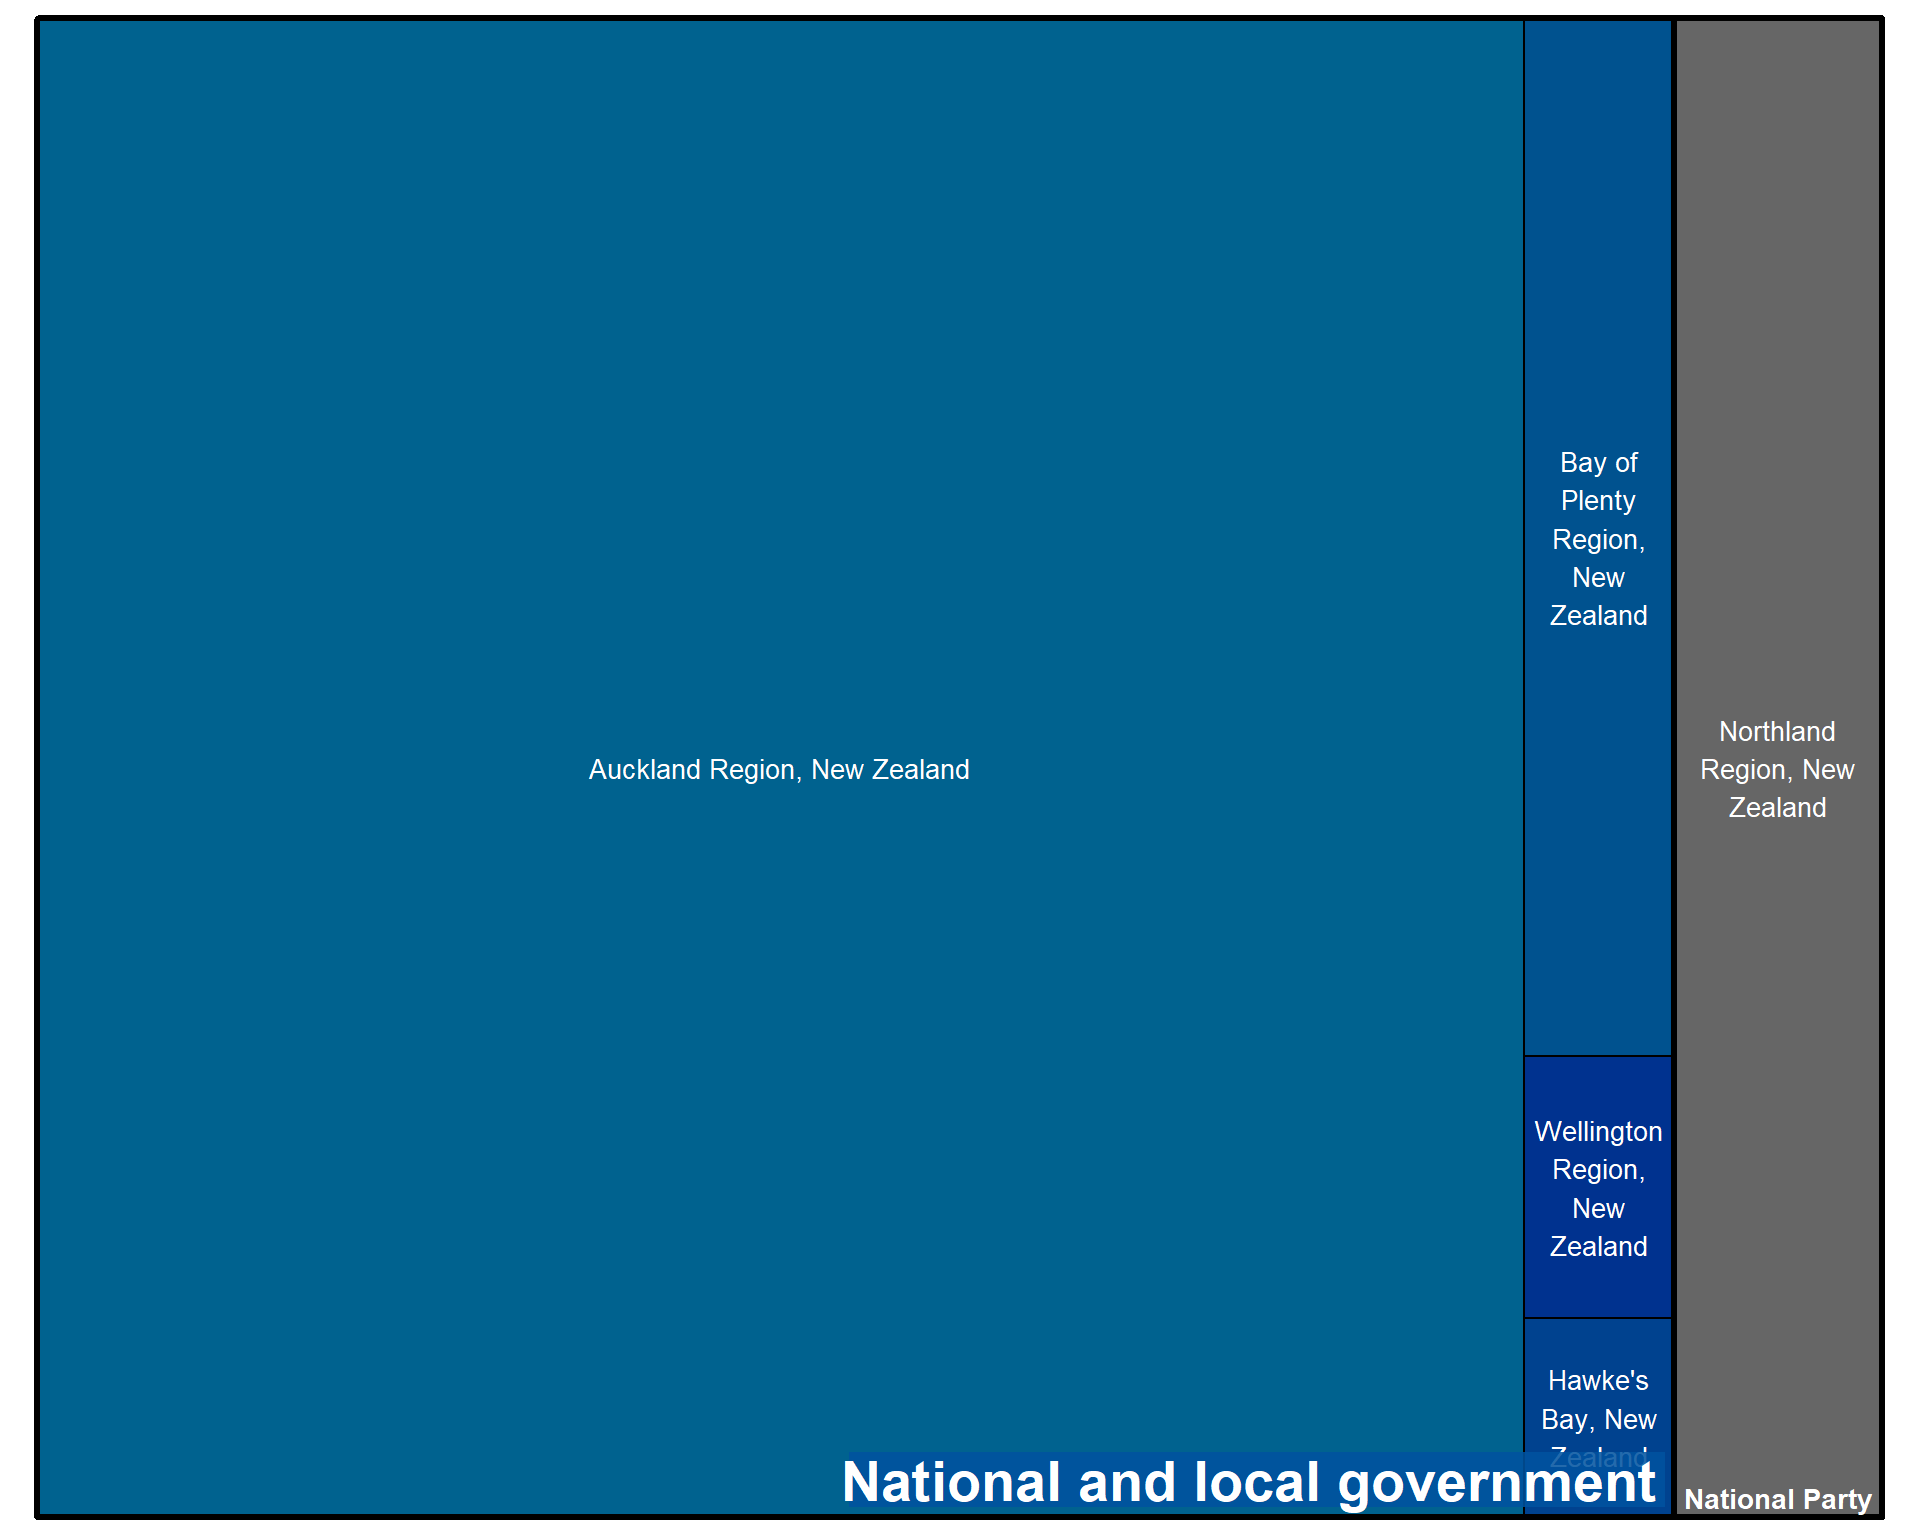 Auckland Region, New Zealand
Bay of
Plenty
Region,
New
Zealand
Wellington
Region,
New
Zealand
Hawke's
Bay, New
Zealand
National and local government
Northland
Region, New
Zealand
National Party